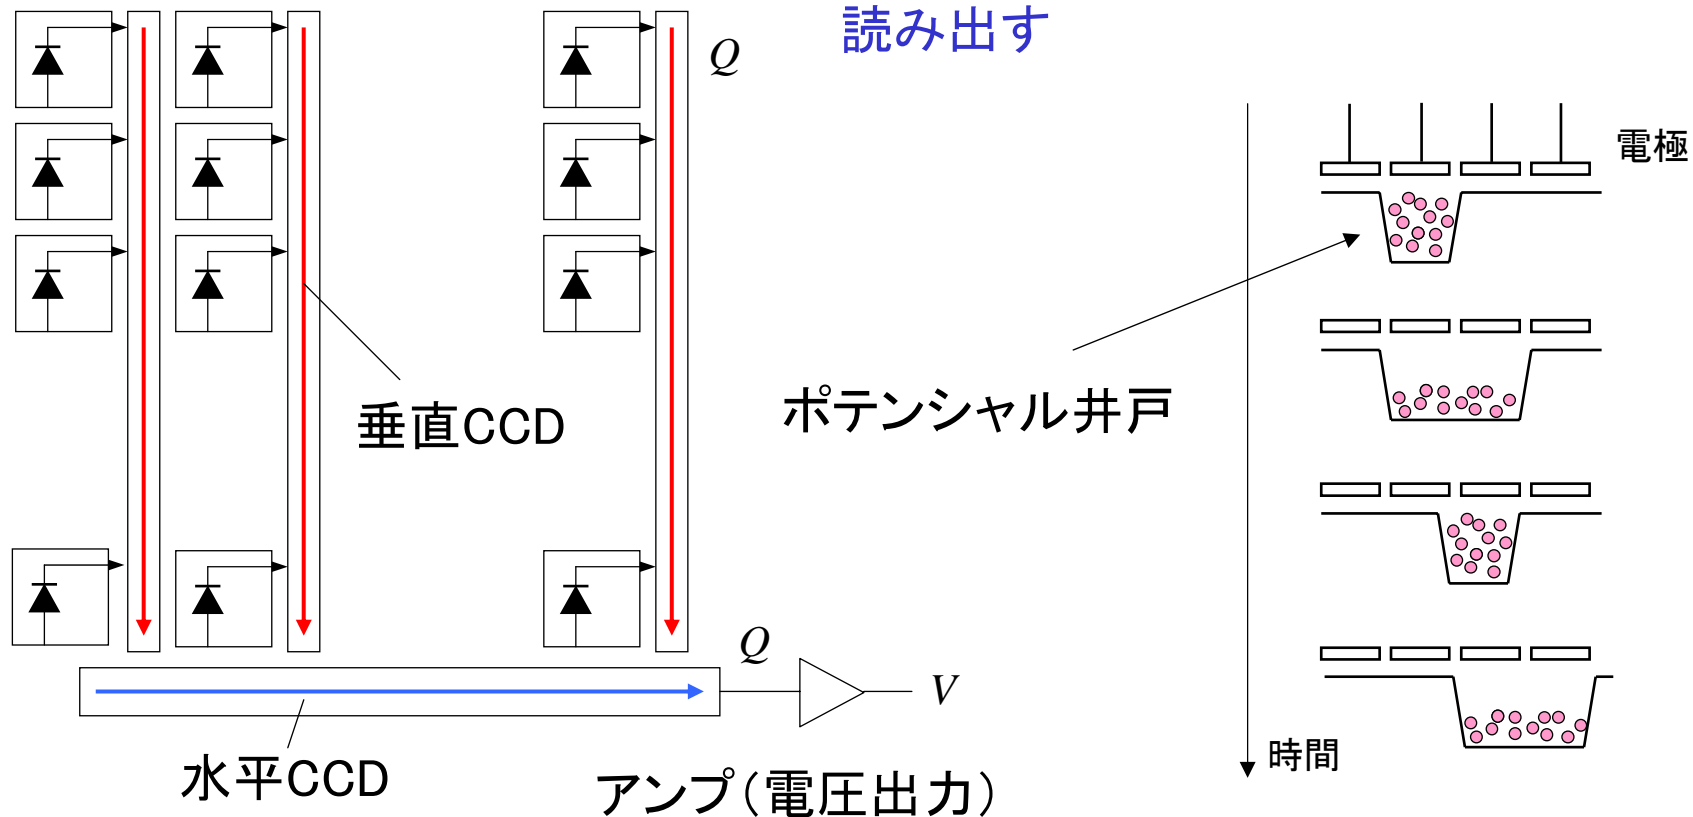 読み出す
Q
電極
ポテンシャル井戸
垂直CCD
Q
V
水平CCD
アンプ(電圧出力)
時間